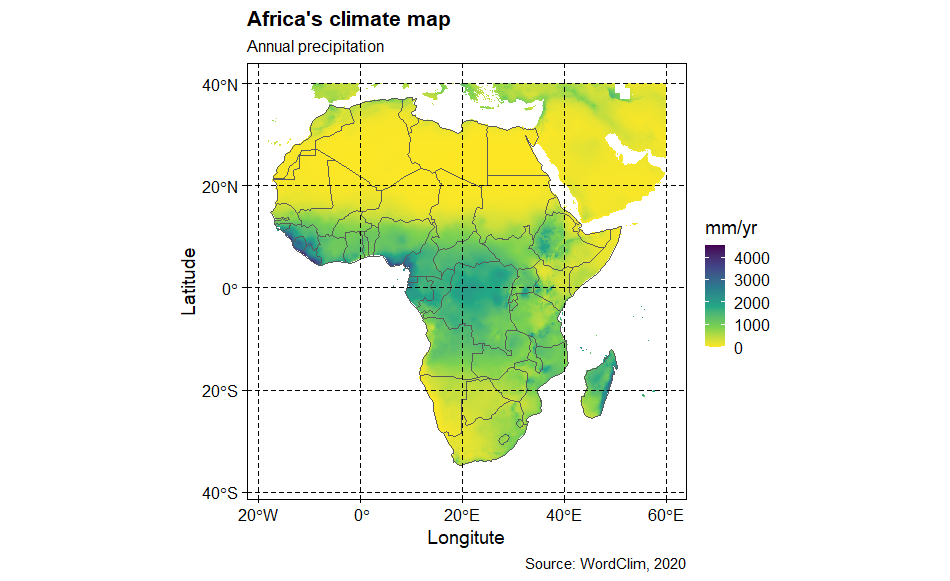 Africa's climate map
Annual precipitation
40°N
20°N
0°
20°S
40°S
Latitude
20°W
0°
20°E
40°E
60°E
Longitute
mm/yr
4000
3000
2000
1000
0
Source: WordClim, 2020